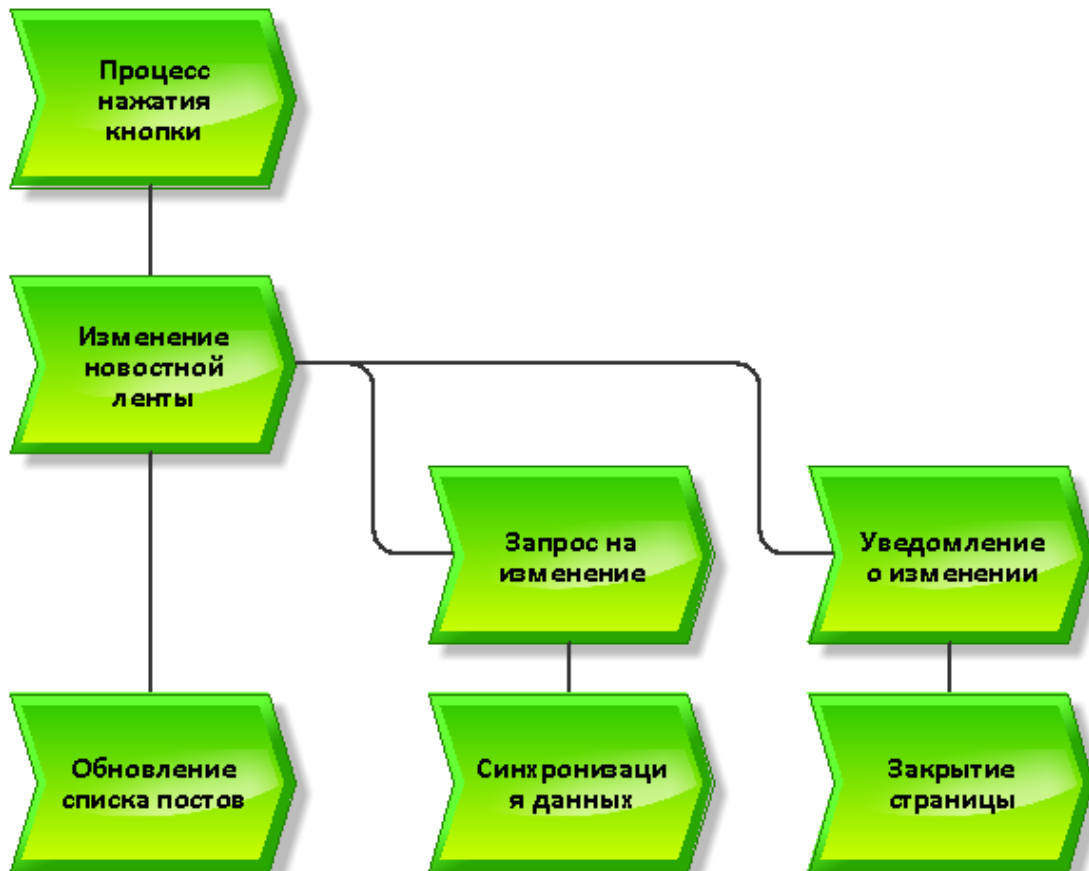 Процесс
нажатия
кнопки
Изменение
новостной
ленты
Запрос на
изменение
Уведомление
о изменении
Обновление
списка постов
Синхронизаци
я данных
Закрытие
страницы